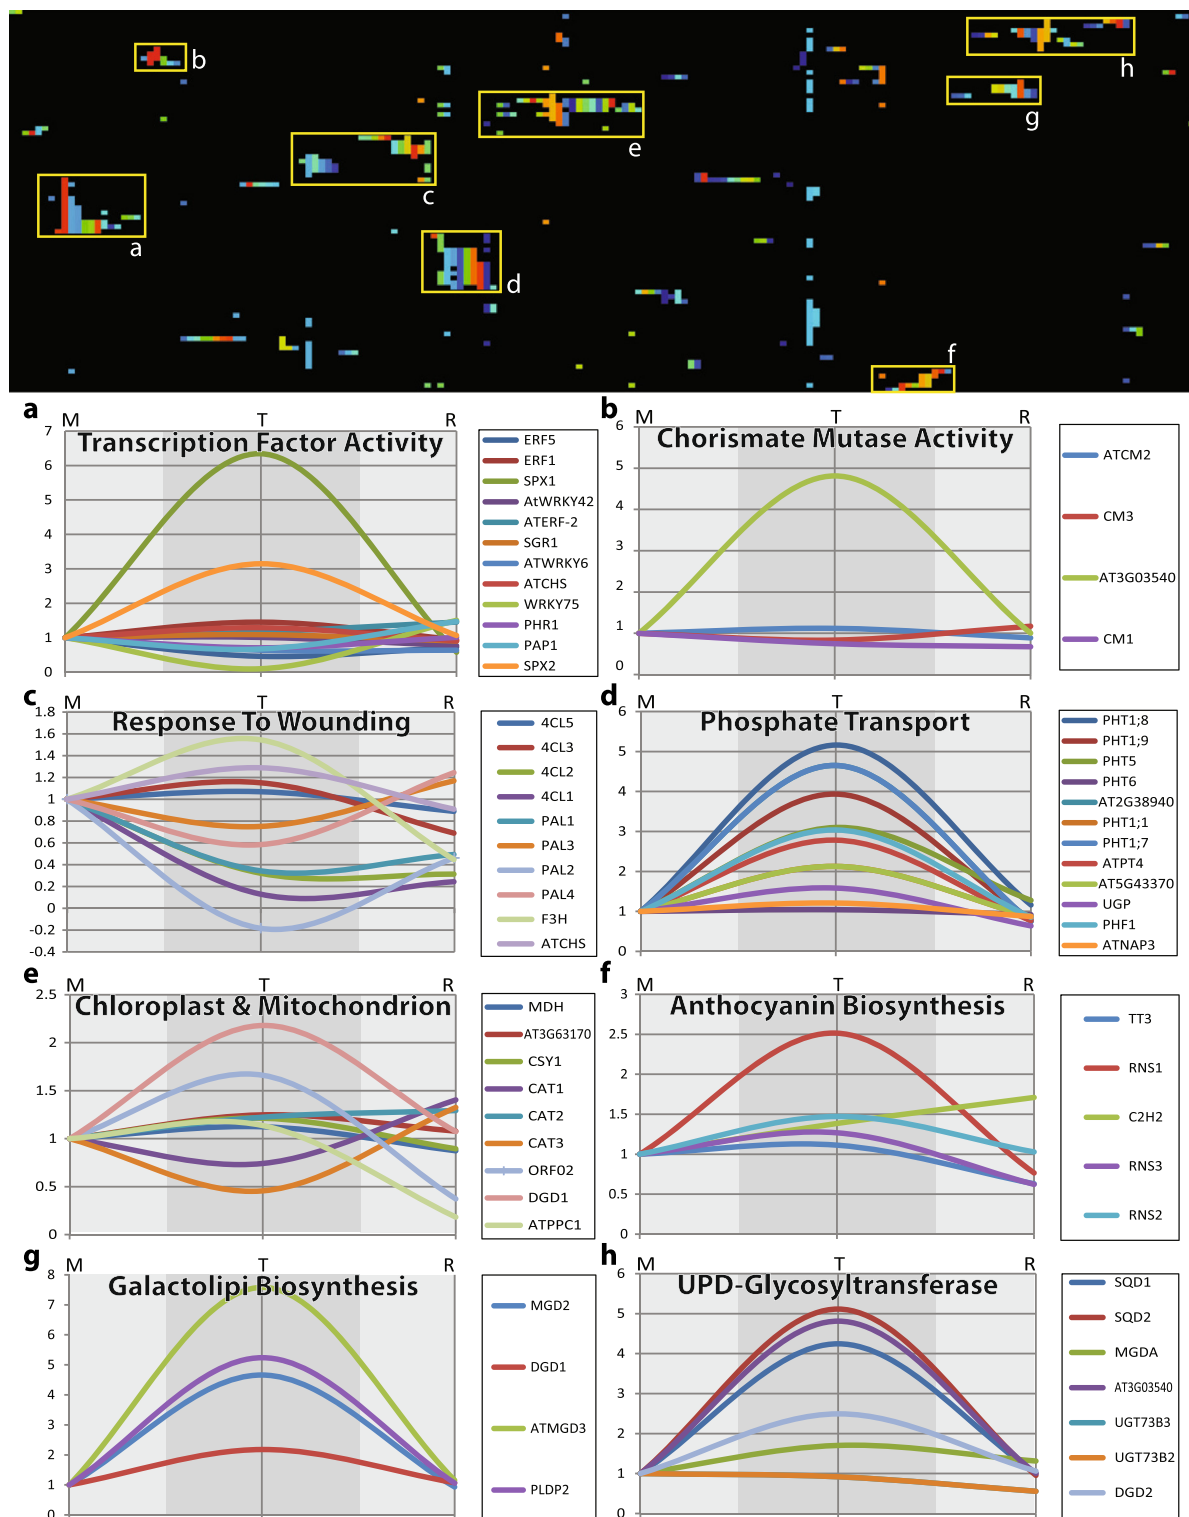 b
h
g
e
c
a
d
f
a
M T R
Transcription Factor Activity
7
6
5
4
3
2
1
0
ERF5
ERF1
SPX1
AtWRKY42
ATERF-2
SGR1
ATWRKY6
ATCHS
WRKY75
PHR1
PAP1
SPX2
b
M T R
Chorismate Mutase Activity
6
5
4
3
2
1
0
ATCM2
CM3
AT3G03540
CM1
c
M T R
Response To Wounding
1.8
1.6
1.4
1.2
1
0.8
0.6
0.4
0.2
0
-0.2
-0.4
4CL5
4CL3
4CL2
4CL1
PAL1
PAL3
PAL2
PAL4
F3H
ATCHS
d
M T R
Phosphate Transport
6
5
4
3
2
1
0
PHT1;8
PHT1;9
PHT5
PHT6
AT2G38940
PHT1;1
PHT1;7
ATPT4
AT5G43370
UGP
PHF1
ATNAP3
e
M T R
Chloroplast & Mitochondrion
2.5
2
1.5
1
0.5
0
MDH
AT3G63170
CSY1
CAT1
CAT2
CAT3
ORF02
DGD1
ATPPC1
f
M T R
Anthocyanin Biosynthesis
3
2.5
2
1.5
1
0.5
0
TT3
RNS1
C2H2
RNS3
RNS2
g
M T R
Galactolipi Biosynthesis
8
7
6
5
4
3
2
1
0
MGD2
DGD1
ATMGD3
PLDP2
h
M T R
UPD-Glycosyltransferase
6
5
4
3
2
1
0
SQD1
SQD2
MGDA
AT3G03540
UGT73B3
UGT73B2
DGD2